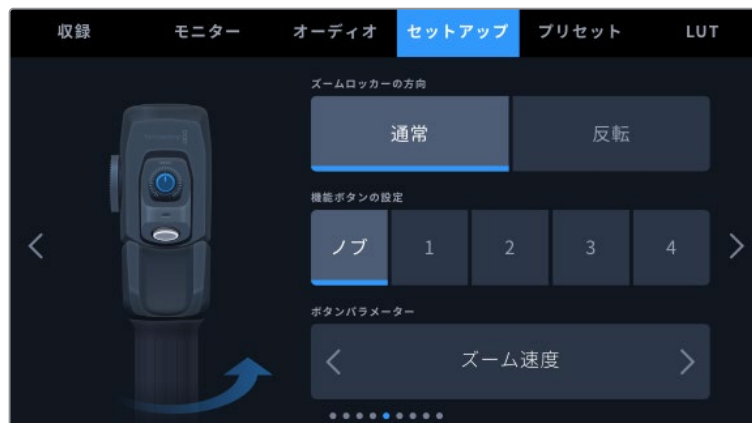 収録 モニター オーディオ セットアップ プリセット LUT
ズームロッカーの方向
通常 反転
機能ボタンの設定
ノブ 1 2 3 4
ボタンパラメーター
ズーム速度